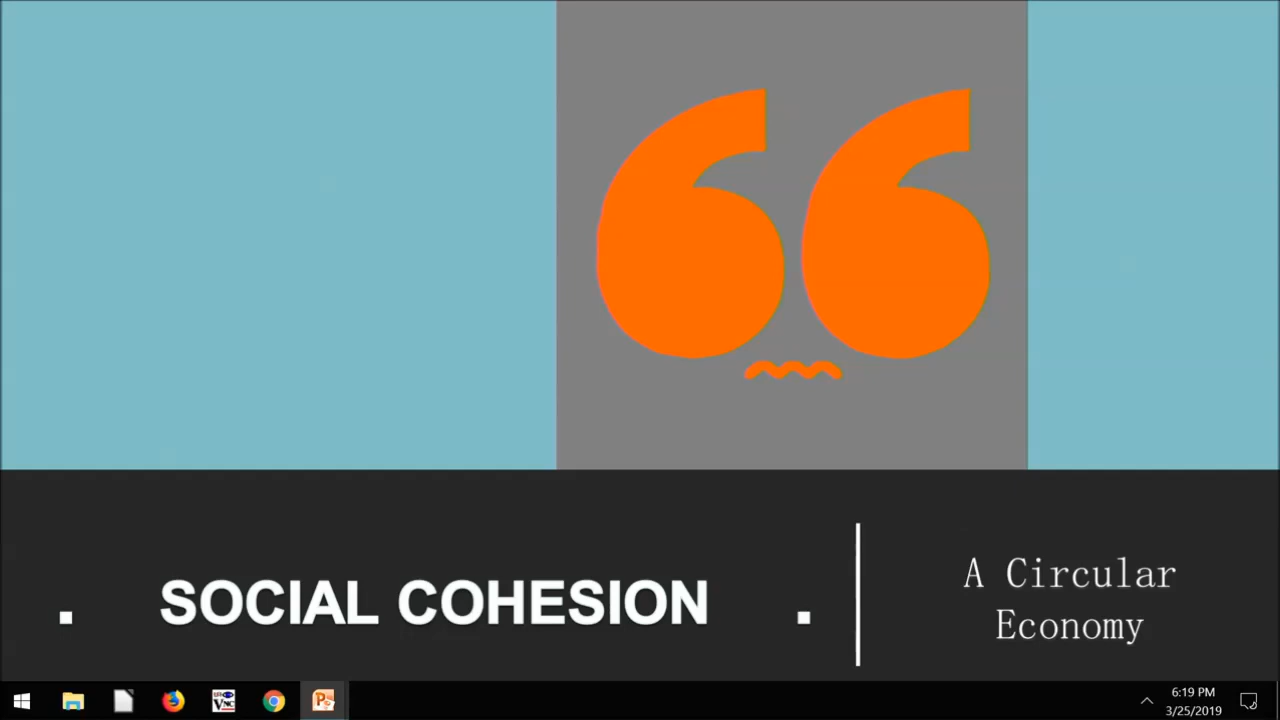 . SOCIAL COHESION .
A Circular
Economy
6:19 PM
3/25/2019